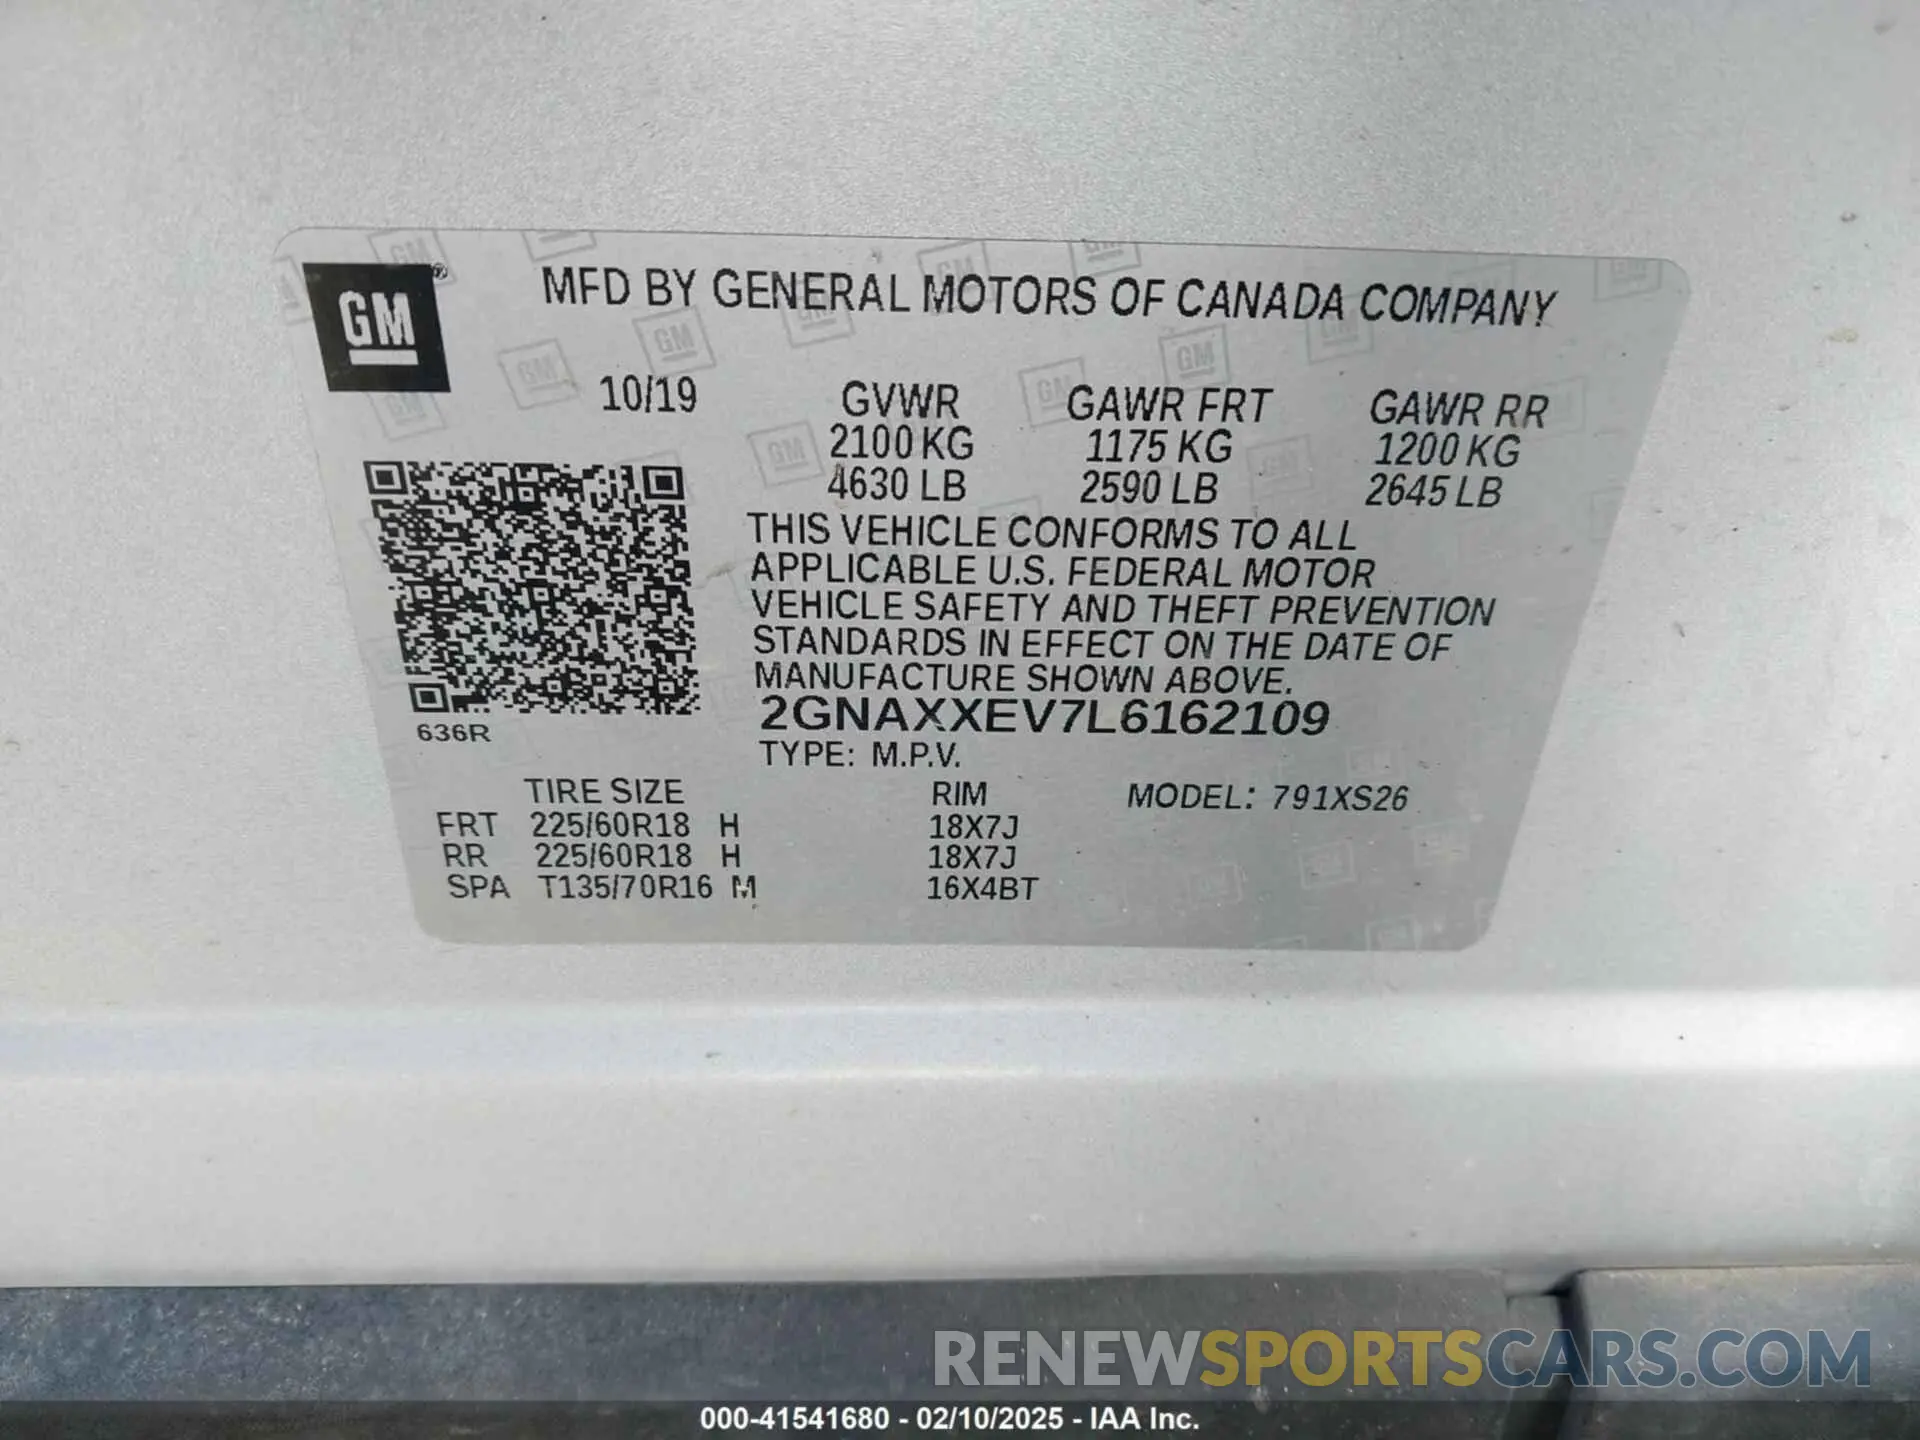 GM®
MFD BY GENERAL MOTORS OF CANADA COMPANY
10/19 GVWR GAWR FRT GAWR RR
2100 KG 1175 KG 1200 KG
4630 LB 2590 LB 2645 LB
THIS VEHICLE CONFORMS TO ALL
APPLICABLE U.S. FEDERAL MOTOR
VEHICLE SAFETY AND THEFT PREVENTION
STANDARDS IN EFFECT ON THE DATE OF
MANUFACTURE SHOWN ABOVE.
2GNAXXEV7L6162109
636R
TYPE: M.P.V.
TIRE SIZE RIM MODEL: 791XS26
FRT 225/60R18 H 18X7J
RR 225/60R18 H 18X7J
SPA T135/70R16 M 16X4BT
RENEWSPORTSCARS.COM
000-41541680 - 02/10/2025 - IAA Inc.